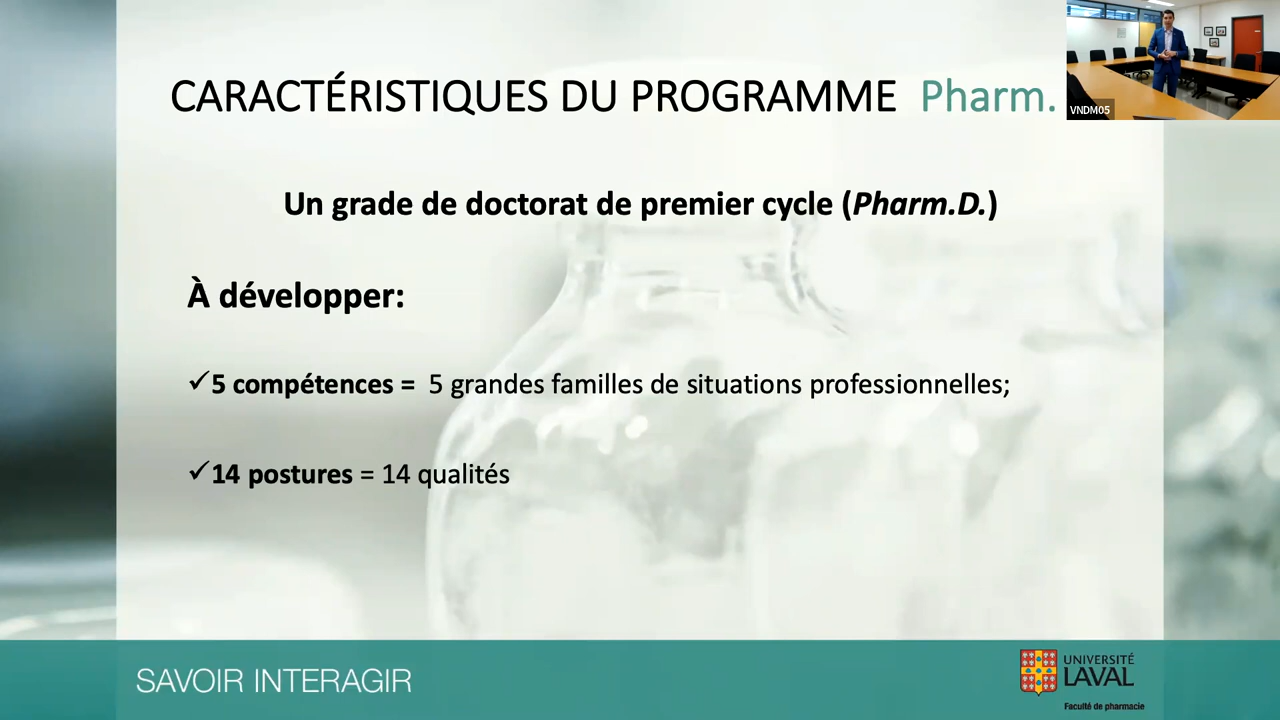 CARACTÉRISTIQUES DU PROGRAMME Pharm.
VNDM05
Un grade de doctorat de premier cycle (Pharm.D.)
À développer:
✓5 compétences = 5 grandes familles de situations professionnelles;
✓14 postures = 14 qualités
SAVOIR INTERAGIR
UNIVERSITÉ
LAVAL
Faculté de pharmacie